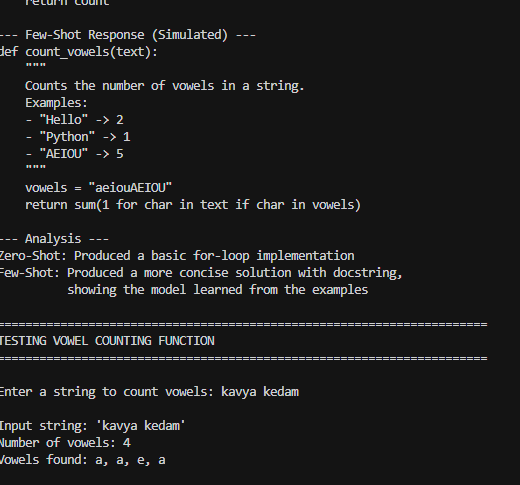 return count
--- Few-Shot Response (Simulated) ---
def count_vowels(text):
"""
Counts the number of vowels in a string.
Examples:
- "Hello" -> 2
- "Python" -> 1
- "AEIOU" -> 5
"""
vowels = "aeiouAEIOU"
return sum(1 for char in text if char in vowels)
--- Analysis ---
Zero-Shot: Produced a basic for-loop implementation
Few-Shot: Produced a more concise solution with docstring,
showing the model learned from the examples
======================================================================
TESTING VOWEL COUNTING FUNCTION
======================================================================
Enter a string to count vowels: kavya kedam
Input string: 'kavya kedam'
Number of vowels: 4
Vowels found: a, a, e, a